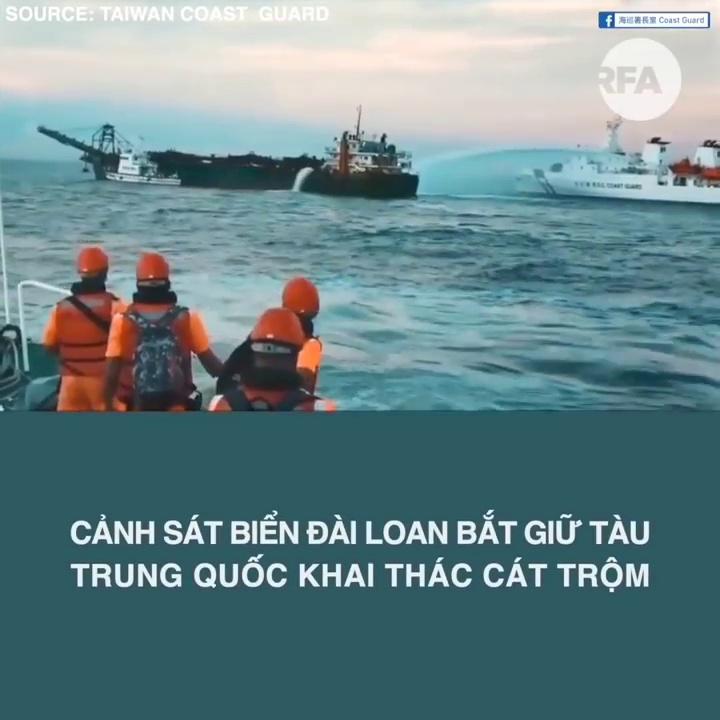 SOURCE: TAIWAN COAST GUARD
f 海巡署長室 Coast Guard
RFA
R.O.C. COAST GUARD
CẢNH SÁT BIỂN ĐÀI LOAN BẮT GIỮ TÀU
TRUNG QUỐC KHAI THÁC CÁT TRỘM